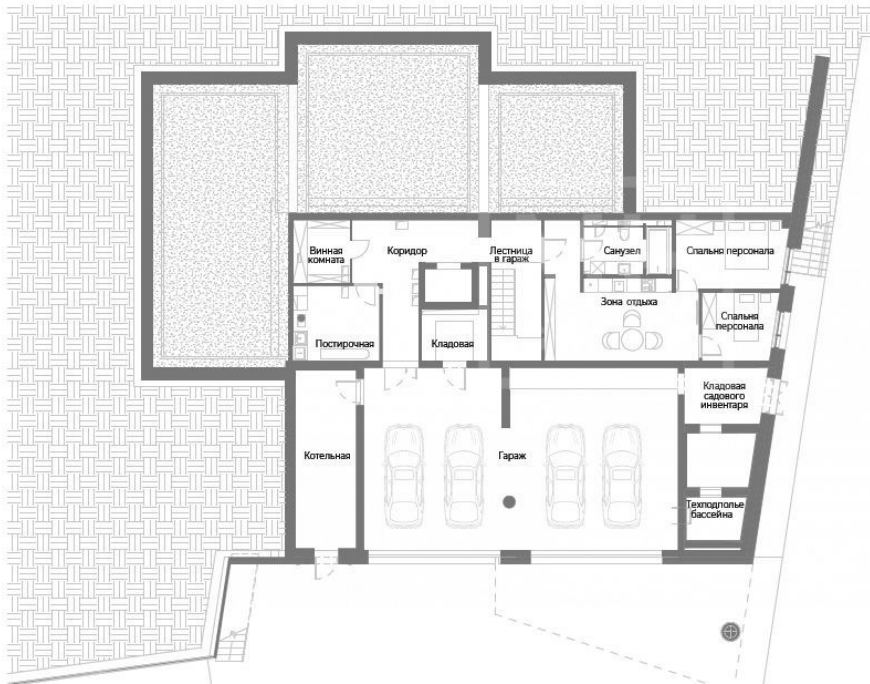 Винная
комната
Коридор
Лестница
в гараж
Санузел
Спальня персонала
Зона отдыха
Спальня
персонала
Постирочная
Кладовая
Кладовая
садового
инвентаря
Котельная
Гараж
Техподполье
бассейна